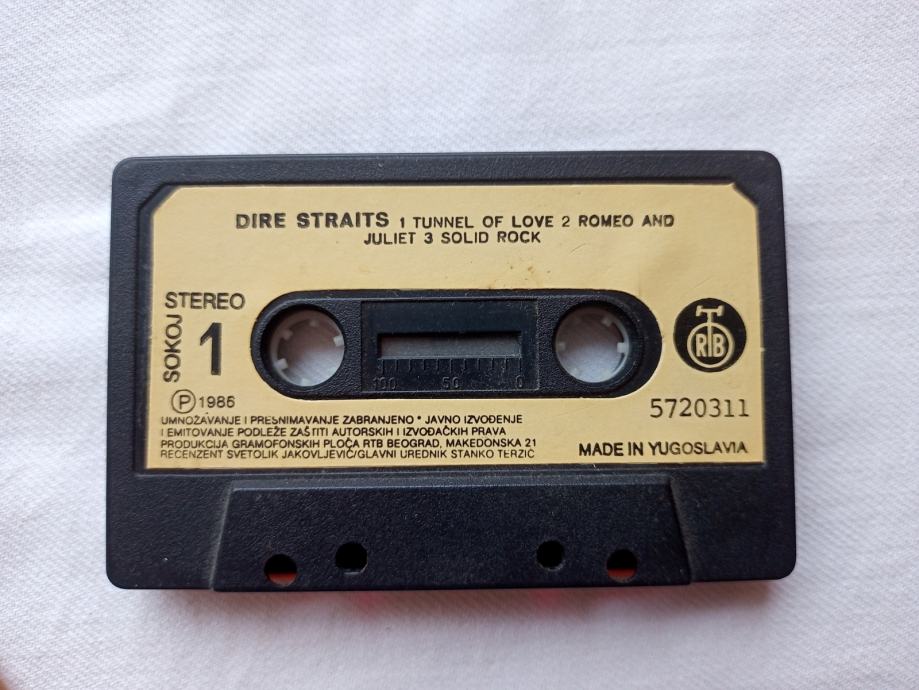 DIRE STRAITS 1 TUNNEL OF LOVE 2 ROMEO AND
JULIET 3 SOLID ROCK
STEREO
SOKOJ
1
RTB
100 50 0
Ⓟ 1986
5720311
UMNOŽAVANJE I PRESNIMAVANJE ZABRANJENO * JAVNO IZVOĐENJE
I EMITOVANJE PODLEŽE ZAŠTITI AUTORSKIH I IZVOĐAČKIH PRAVA
PRODUKCIJA GRAMOFONSKIH PLOČA RTB BEOGRAD, MAKEDONSKA 21
RECENZENT SVETOLIK JAKOVLJEVIĆ/GLAVNI UREDNIK STANKO TERZIĆ
MADE IN YUGOSLAVIA